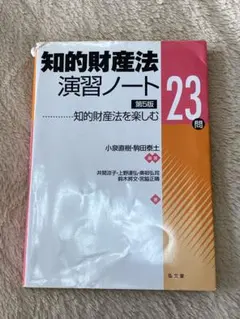 知的財産法
演習ノート
第5版
…………知的財産法を楽しむ
23
問
小泉直樹・駒田泰土
編著
井関涼子・上野達弘・奥邨弘司
鈴木將文・宮脇正晴
著
弘文堂